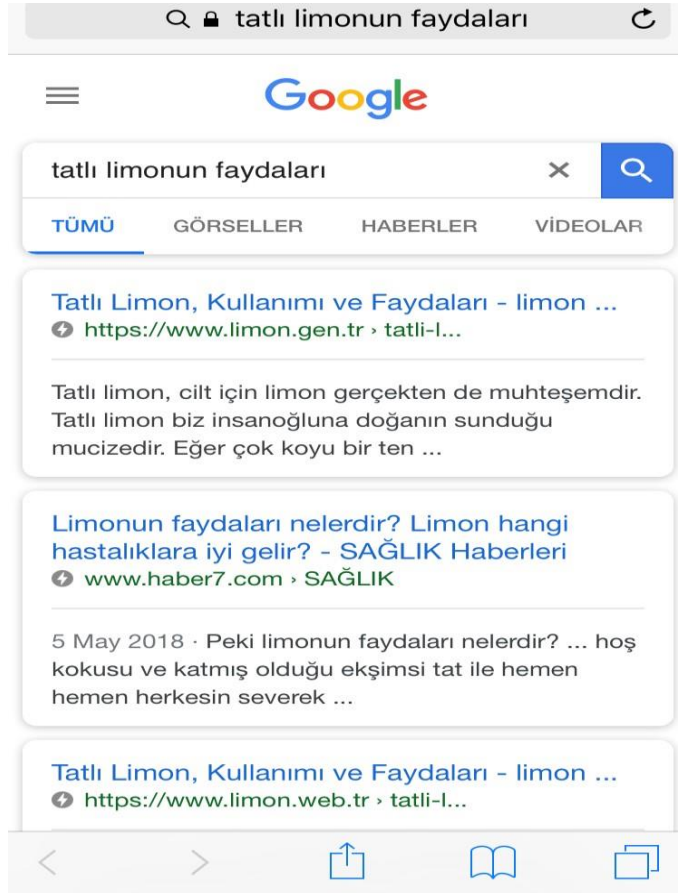 tatlı limonun faydaları
Google
tatlı limonun faydaları
TÜMÜ GÖRSELLER HABERLER VİDEOLAR
Tatlı Limon, Kullanımı ve Faydaları - limon ...
https://www.limon.gen.tr › tatli-l...
Tatlı limon, cilt için limon gerçekten de muhteşemdir.
Tatlı limon biz insanoğluna doğanın sunduğu
mucizedir. Eğer çok koyu bir ten ...
Limonun faydaları nelerdir? Limon hangi
hastalıklara iyi gelir? - SAĞLIK Haberleri
www.haber7.com › SAĞLIK
5 May 2018 · Peki limonun faydaları nelerdir? ... hoş
kokusu ve katmış olduğu ekşimsi tat ile hemen
hemen herkesin severek ...
Tatlı Limon, Kullanımı ve Faydaları - limon ...
https://www.limon.web.tr › tatli-l...